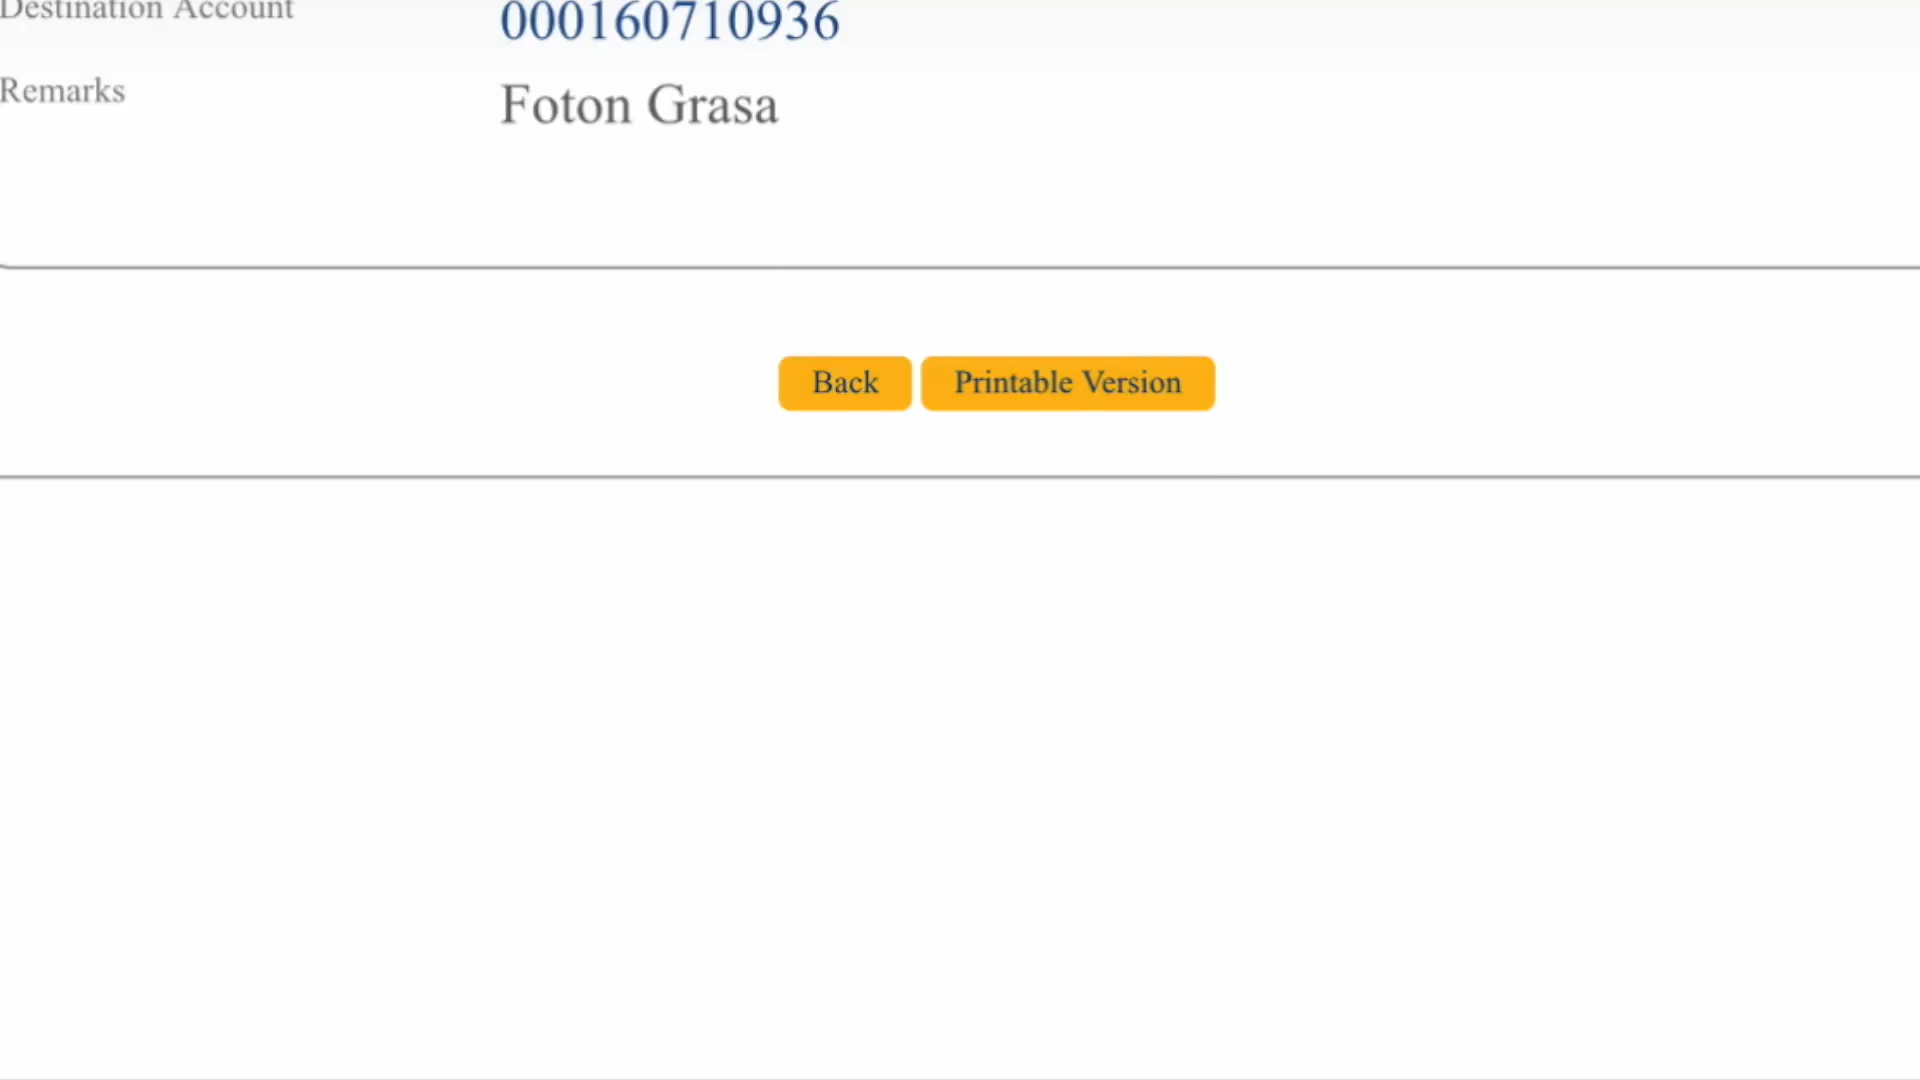 Destination Account 000160710936
Remarks Foton Grasa
Back Printable Version